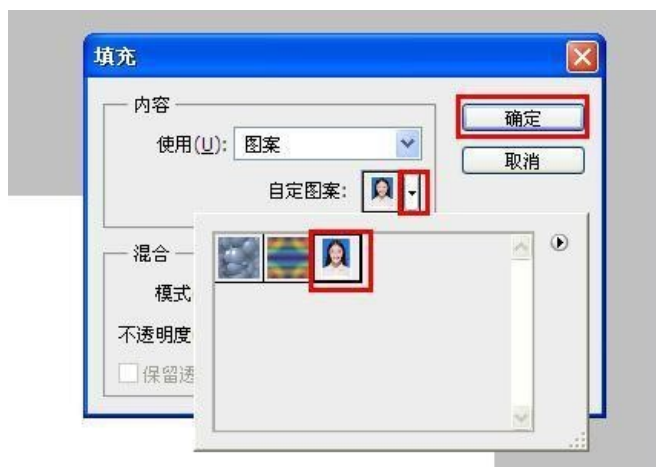 填充
内容
使用(U): 图案
自定图案:
确定
取消
混合
模式
不透明度
保留透